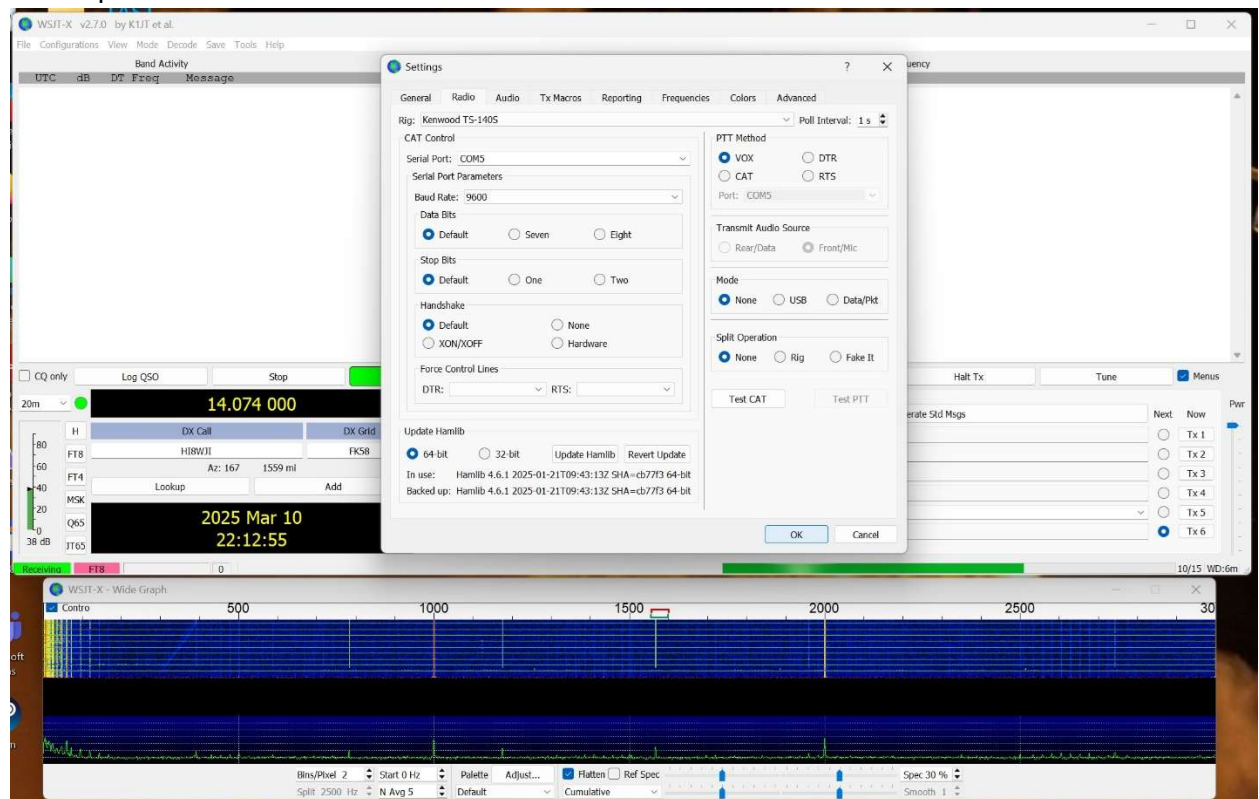 WSJT-X v2.7.0 by K1JT et al.
File Configurations View Mode Decode Save Tools Help
Band Activity
UTC dB DT Freq Message
Settings
General Radio Audio Tx Macros Reporting Frequencies Colors Advanced
Rig: Kenwood TS-140S
Poll Interval: 1 s
CAT Control
Serial Port: COM5
Serial Port Parameters
Baud Rate: 9600
Data Bits
Default Seven Eight
Stop Bits
Default One Two
Handshake
Default None
XON/XOFF Hardware
Force Control Lines
DTR: RTS:
Update Hamlib
64-bit 32-bit Update Hamlib Revert Update
In use: Hamlib 4.6.1 2025-01-21T09:43:13Z SHA=cb77f3 64-bit
Backed up: Hamlib 4.6.1 2025-01-21T09:43:13Z SHA=cb77f3 64-bit
PTT Method
VOX DTR
CAT RTS
Port: COM5
Transmit Audio Source
Rear/Data Front/Mic
Mode
None USB Data/Pkt
Split Operation
None Rig Fake It
Test CAT Test PTT
OK Cancel
uency
CQ only Log QSO Stop
Halt Tx Tune Menus
20m 14.074 000
H DX Call DX Grid
FT8 HI8WJI FK58
FT4 Az: 167 1559 mi
MSK Lookup Add
Q65 2025 Mar 10
JT65 22:12:55
80
60
40
20
0
38 dB
erate Std Msgs
Next Now Pwr
Tx 1
Tx 2
Tx 3
Tx 4
Tx 5
Tx 6
Receiving FT8 0
10/15 WD:6m
WSJT-X - Wide Graph
Contro 500 1000 1500 2000 2500 30
oft
Bins/Pixel 2 Start 0 Hz Palette Adjust... Flatten Ref Spec Spec 30 %
Split 2500 Hz N Avg 5 Default Cumulative Smooth 1